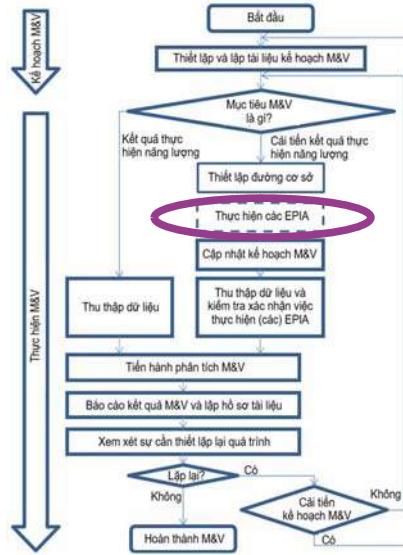 Bắt đầu
Kế hoạch M&V
Thiết lập và lập tài liệu kế hoạch M&V
Mục tiêu M&V
là gì?
Kết quả thực
hiện năng lượng
Cải tiến kết quả thực
hiện năng lượng
Thiết lập đường cơ sở
Thực hiện các EPIA
Cập nhật kế hoạch M&V
Thực hiện M&V
Thu thập dữ liệu
Thu thập dữ liệu và
kiểm tra xác nhận việc
thực hiện (các) EPIA
Tiến hành phân tích M&V
Báo cáo kết quả M&V và lập hồ sơ tài liệu
Xem xét sự cần thiết lập lại quá trình
Lặp lại?
Có
Không
Cải tiến
kế hoạch M&V
Không
Hoàn thành M&V
Có